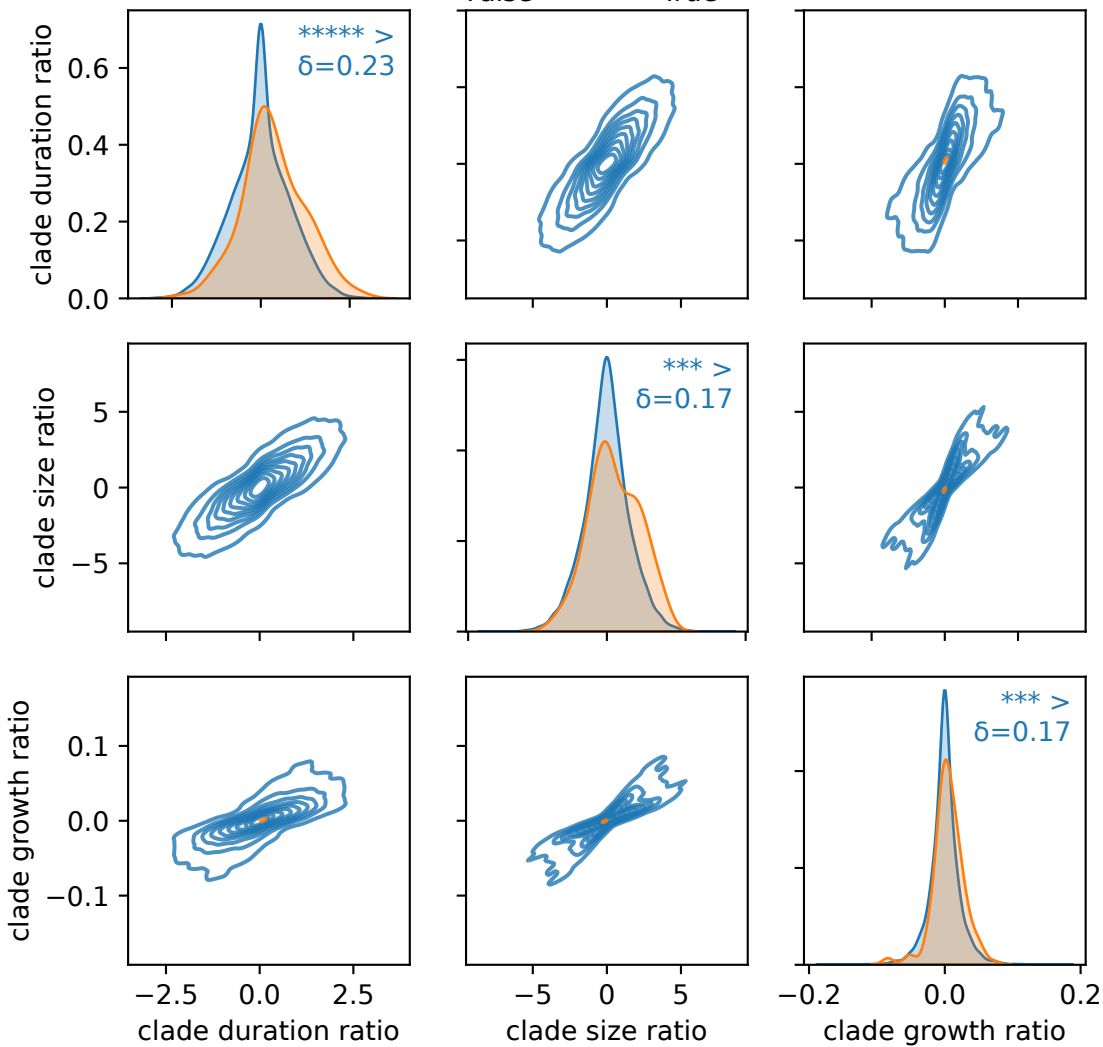 ***** >
δ=0.23
0.6
0.4
0.2
0.0
clade duration ratio
*** >
δ=0.17
5
0
−5
clade size ratio
*** >
δ=0.17
0.1
0.0
−0.1
clade growth ratio
−2.5 0.0 2.5
−5 0 5
−0.2 0.0 0.2
clade duration ratio
clade size ratio
clade growth ratio